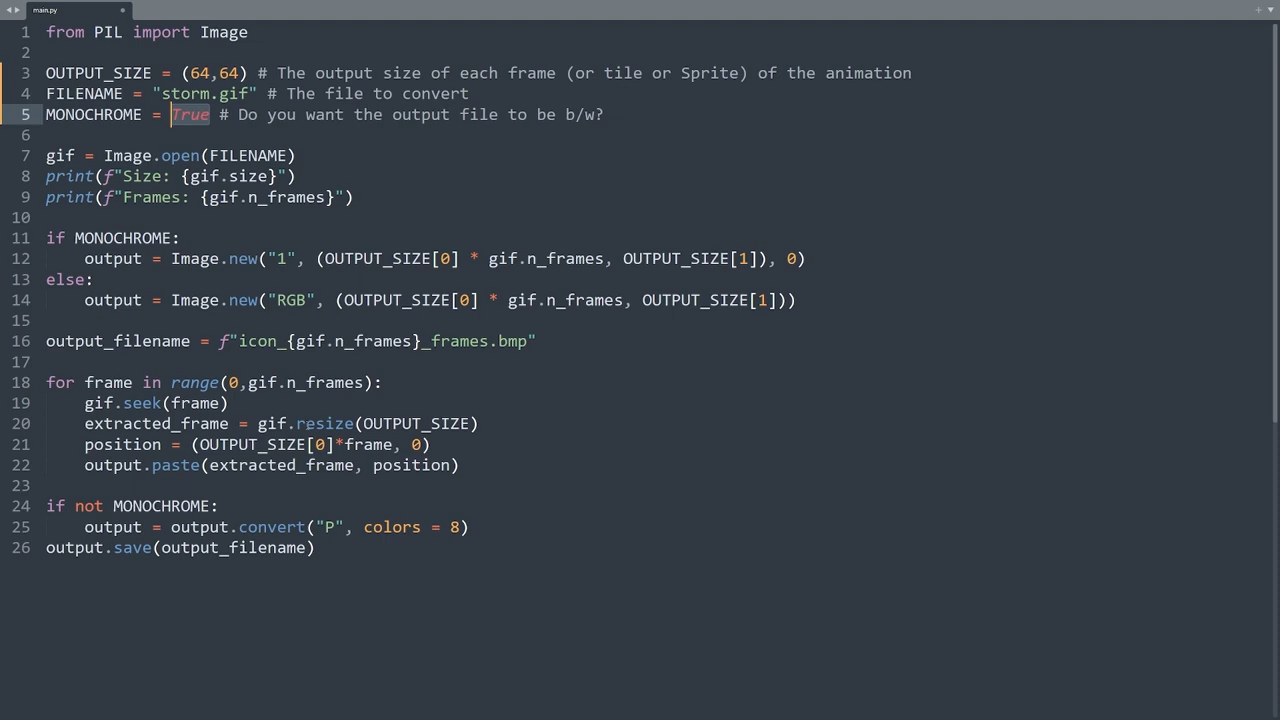 main.py
1 from PIL import Image
2
3 OUTPUT_SIZE = (64,64) # The output size of each frame (or tile or Sprite) of the animation
4 FILENAME = "storm.gif" # The file to convert
5 MONOCHROME = True # Do you want the output file to be b/w?
6
7 gif = Image.open(FILENAME)
8 print(f"Size: {gif.size}")
9 print(f"Frames: {gif.n_frames}")
10
11 if MONOCHROME:
12     output = Image.new("1", (OUTPUT_SIZE[0] * gif.n_frames, OUTPUT_SIZE[1]), 0)
13 else:
14     output = Image.new("RGB", (OUTPUT_SIZE[0] * gif.n_frames, OUTPUT_SIZE[1]))
15
16 output_filename = f"icon_{gif.n_frames}_frames.bmp"
17
18 for frame in range(0,gif.n_frames):
19     gif.seek(frame)
20     extracted_frame = gif.resize(OUTPUT_SIZE)
21     position = (OUTPUT_SIZE[0]*frame, 0)
22     output.paste(extracted_frame, position)
23
24 if not MONOCHROME:
25     output = output.convert("P", colors = 8)
26 output.save(output_filename)